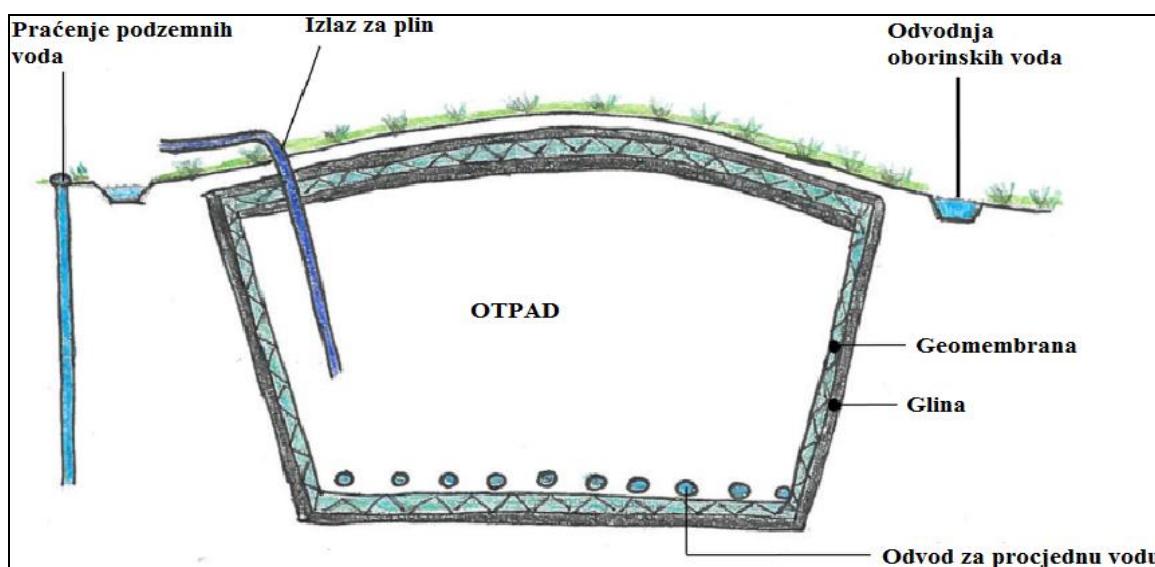 Praćenje podzemnih
voda
Izlaz za plin
Odvodnja
oborinskih voda
OTPAD
Geomembrana
Glina
Odvod za procjednu vodu